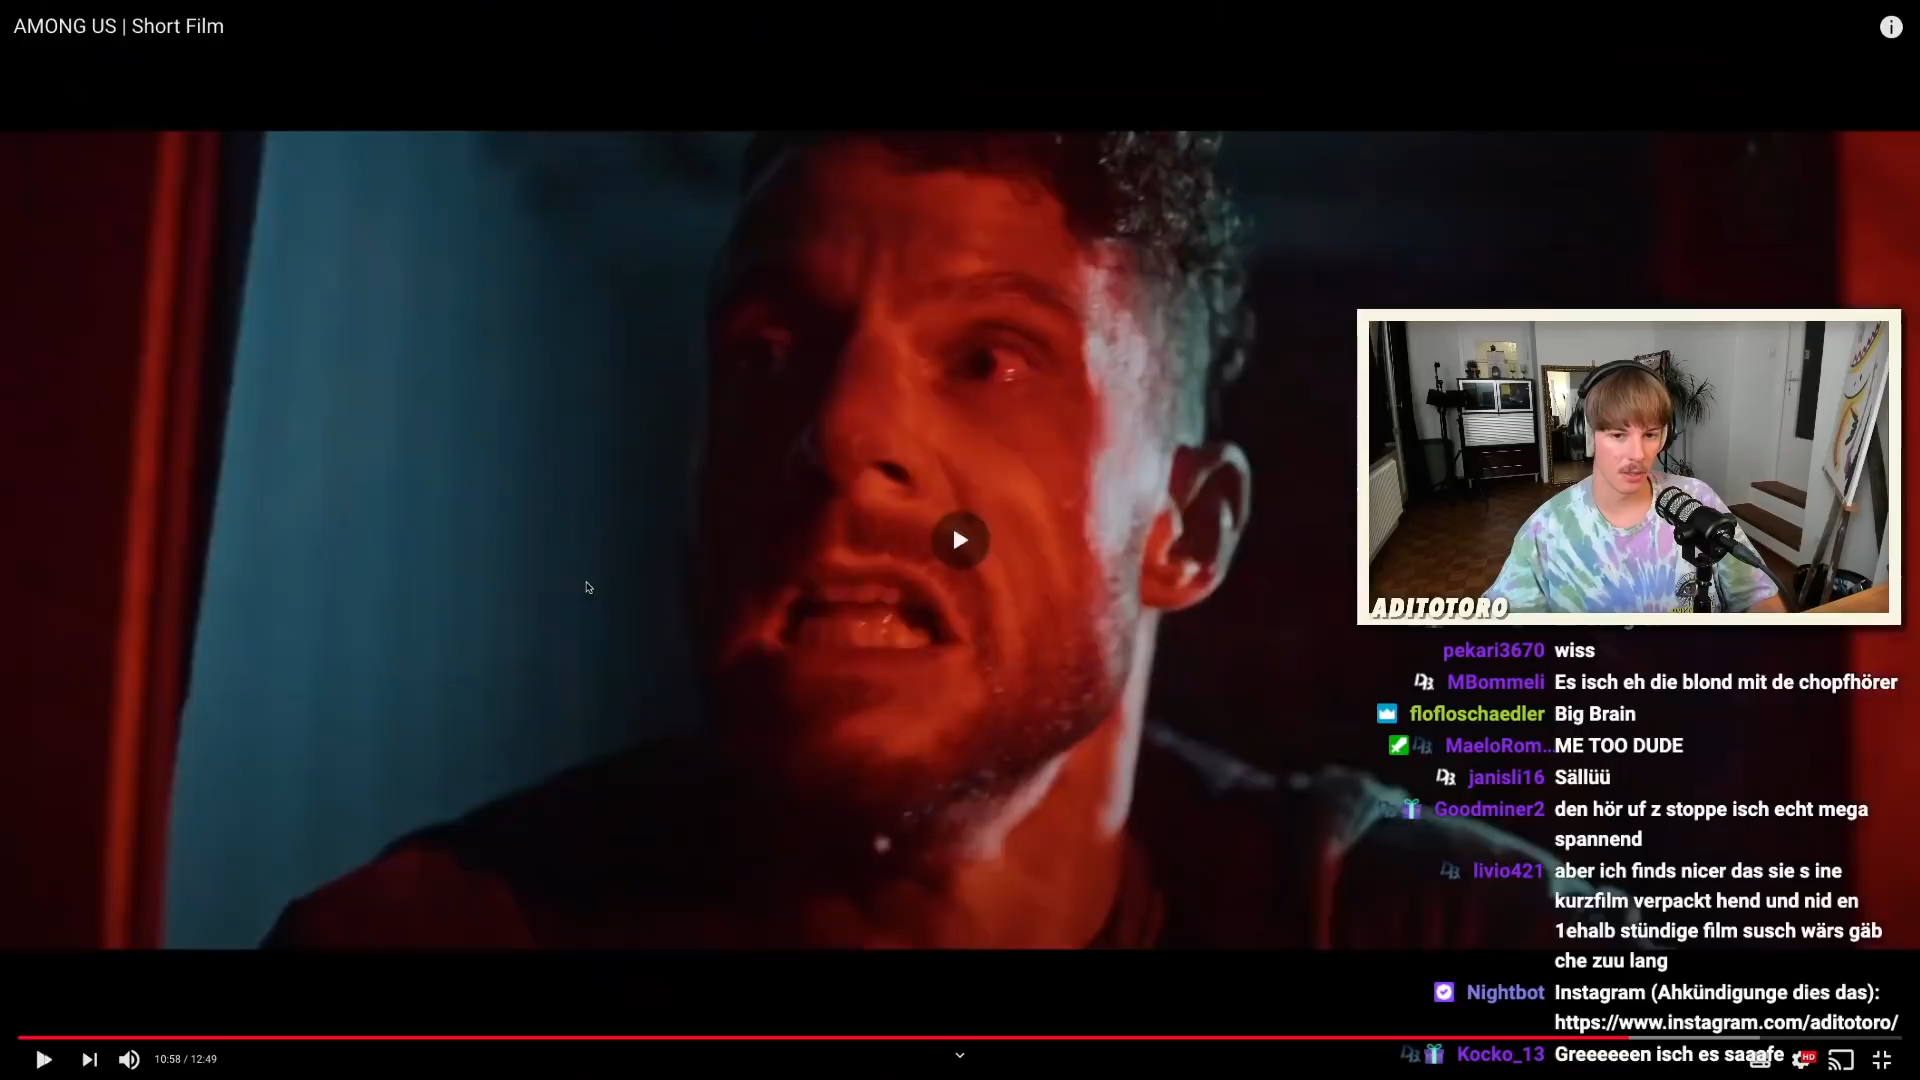 AMONG US | Short Film
ADITOTORO
pekari3670 wiss
MBommeli Es isch eh die blond mit de chopfhörer
flofloschaedler Big Brain
MaeloRom... ME TOO DUDE
janisli16 Sällüü
Goodminer2 den hör uf z stoppe isch echt mega
spannend
livio421 aber ich finds nicer das sie s ine
kurzfilm verpackt hend und nid en
1ehalb stündige film susch wärs gäb
che zuu lang
Nightbot Instagram (Ahkündigunge dies das):
https://www.instagram.com/aditotoro/
Kocko_13 Greeeeeen isch es saaafe
HD
10:58 / 12:49